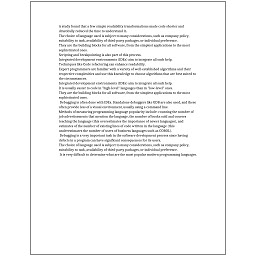 A study found that a few simple readability transformations made code shorter and
drastically reduced the time to understand it.
The choice of language used is subject to many considerations, such as company policy,
suitability to task, availability of third-party packages, or individual preference.
They are the building blocks for all software, from the simplest applications to the most
sophisticated ones.
Scripting and breakpointing is also part of this process.
Integrated development environments (IDEs) aim to integrate all such help.
Techniques like Code refactoring can enhance readability.
Expert programmers are familiar with a variety of well-established algorithms and their
respective complexities and use this knowledge to choose algorithms that are best suited to
the circumstances.
Integrated development environments (IDEs) aim to integrate all such help.
It is usually easier to code in "high-level" languages than in "low-level" ones.
They are the building blocks for all software, from the simplest applications to the most
sophisticated ones.
Debugging is often done with IDEs. Standalone debuggers like GDB are also used, and these
often provide less of a visual environment, usually using a command line.
Methods of measuring programming language popularity include: counting the number of
job advertisements that mention the language, the number of books sold and courses
teaching the language (this overestimates the importance of newer languages), and
estimates of the number of existing lines of code written in the language (this
underestimates the number of users of business languages such as COBOL).
Debugging is a very important task in the software development process since having
defects in a program can have significant consequences for its users.
The choice of language used is subject to many considerations, such as company policy,
suitability to task, availability of third-party packages, or individual preference.
It is very difficult to determine what are the most popular modern programming languages.